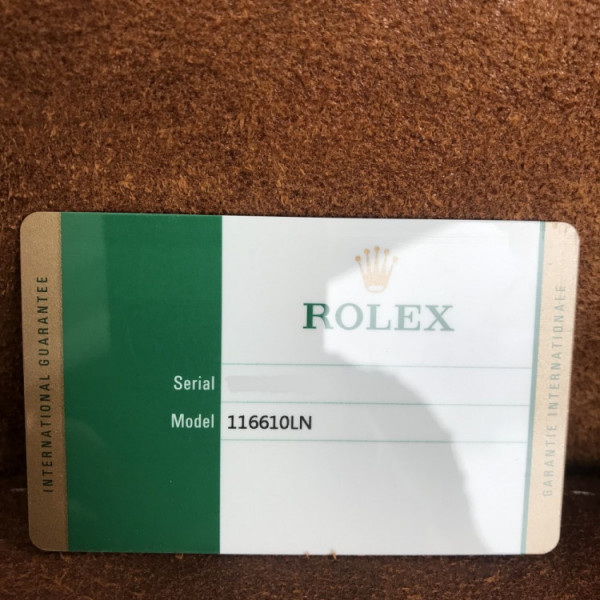 INTERNATIONAL GUARANTEE
ROLEX
Serial
Model 116610LN
GARANTIE INTERNATIONALE